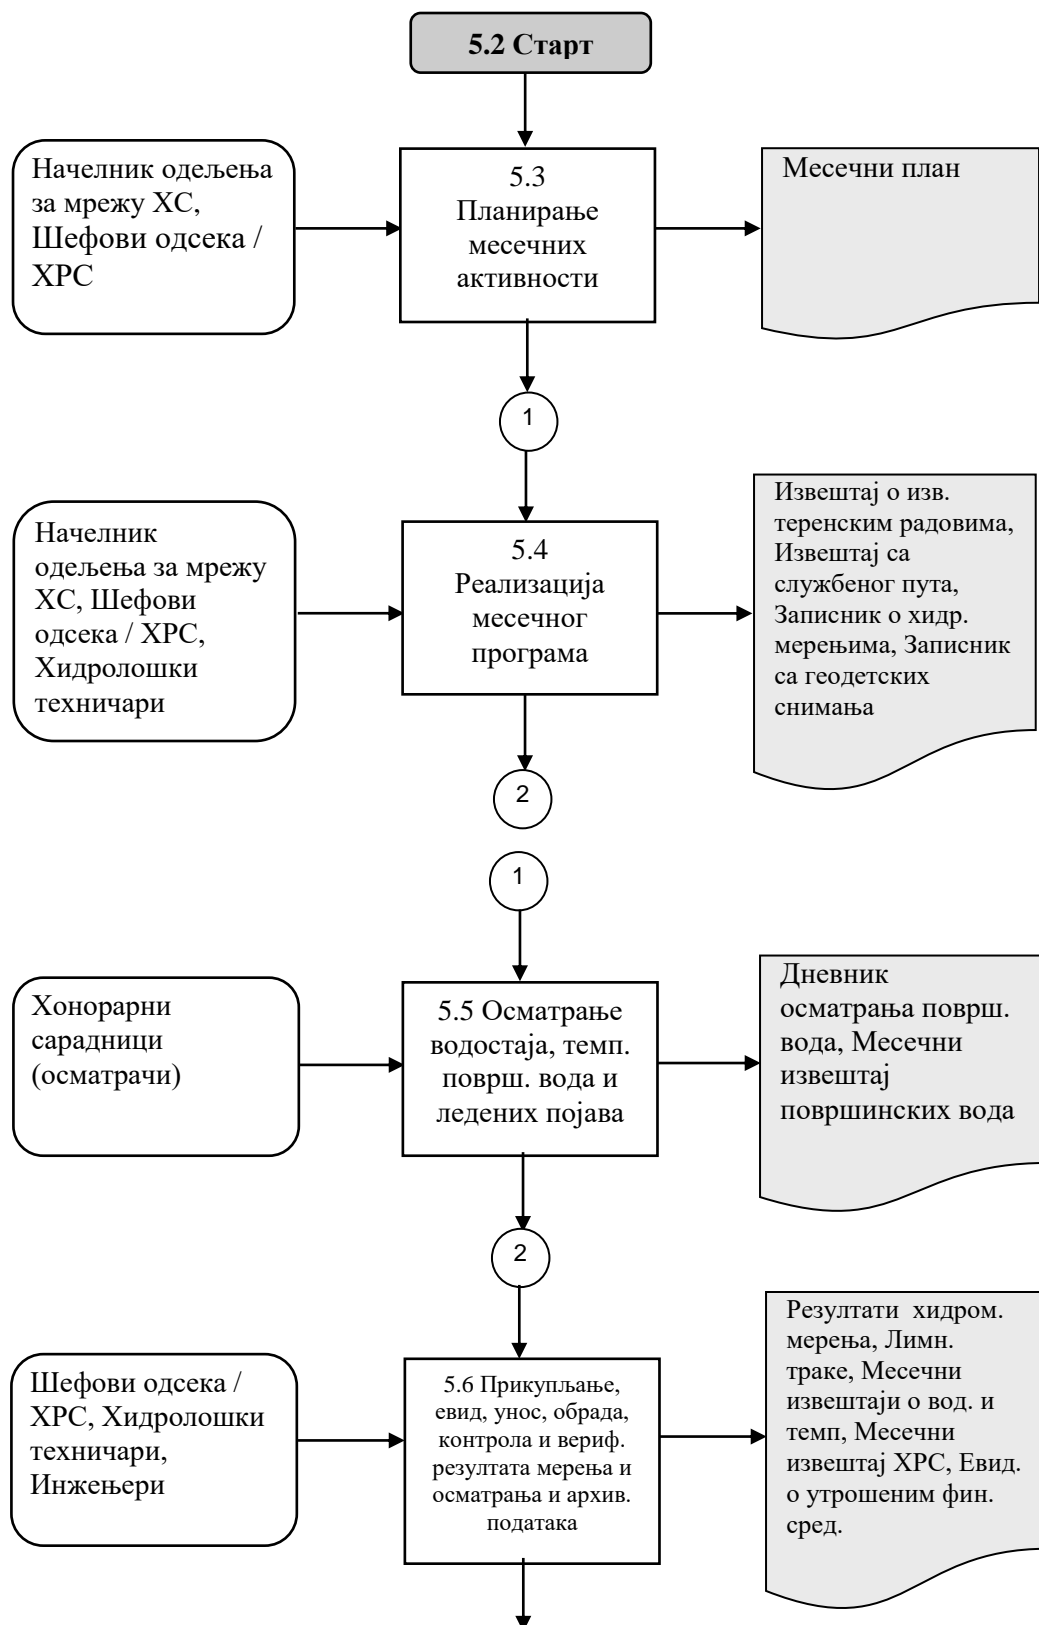 5.2 Старт
Начелник одељења
за мрежу ХС,
Шефови одсека /
ХРС
5.3
Планирање
месечних
активности
Месечни план
1
Начелник
одељења за мрежу
ХС, Шефови
одсека / ХРС,
Хидролошки
техничари
5.4
Реализација
месечног
програма
Извештај о изв.
теренским радовима,
Извештај са
службеног пута,
Записник о хидр.
мерењима, Записник
са геодетских
снимања
2
1
Хонорарни
сарадници
(осматрачи)
5.5 Осматрање
водостаја, темп.
површ. вода и
ледених појава
Дневник
осматрања површ.
вода, Месечни
извештај
површинских вода
2
Шефови одсека /
ХРС, Хидролошки
техничари,
Инжењери
5.6 Прикупљање,
евид, унос, обрада,
контрола и вериф.
резултата мерења и
осматрања и архив.
података
Резултати  хидром.
мерења, Лимн.
траке, Месечни
извештаји о вод. и
темп, Месечни
извештај ХРС, Евид.
о утрошеним фин.
сред.